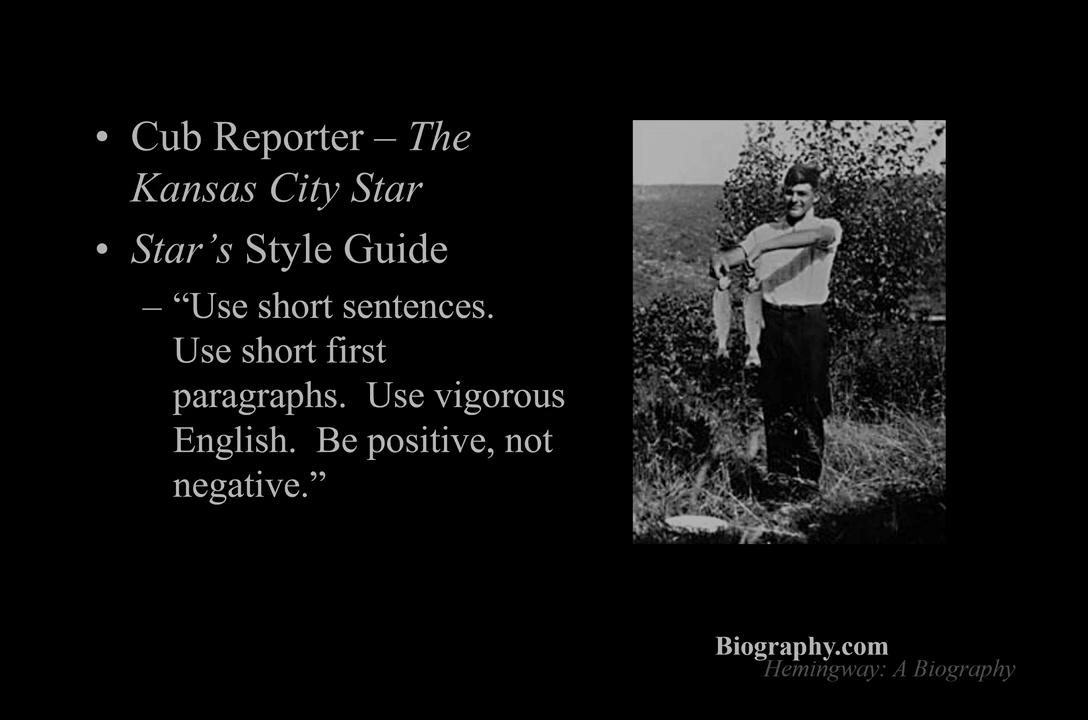 • Cub Reporter – The
Kansas City Star
• Star’s Style Guide
– “Use short sentences.
Use short first
paragraphs.  Use vigorous
English.  Be positive, not
negative.”
Biography.com
Hemingway: A Biography